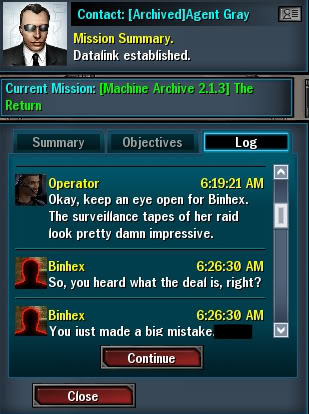 Contact: [Archived]Agent Gray
Mission Summary.
Datalink established.
Current Mission: [Machine Archive 2.1.3] The
Return
Summary
Objectives
Log
Operator 6:19:21 AM
Okay, keep an eye open for Binhex.
The surveillance tapes of her raid
look pretty damn impressive.
Binhex 6:26:30 AM
So, you heard what the deal is, right?
Binhex 6:26:30 AM
You just made a big mistake.
Continue
Close